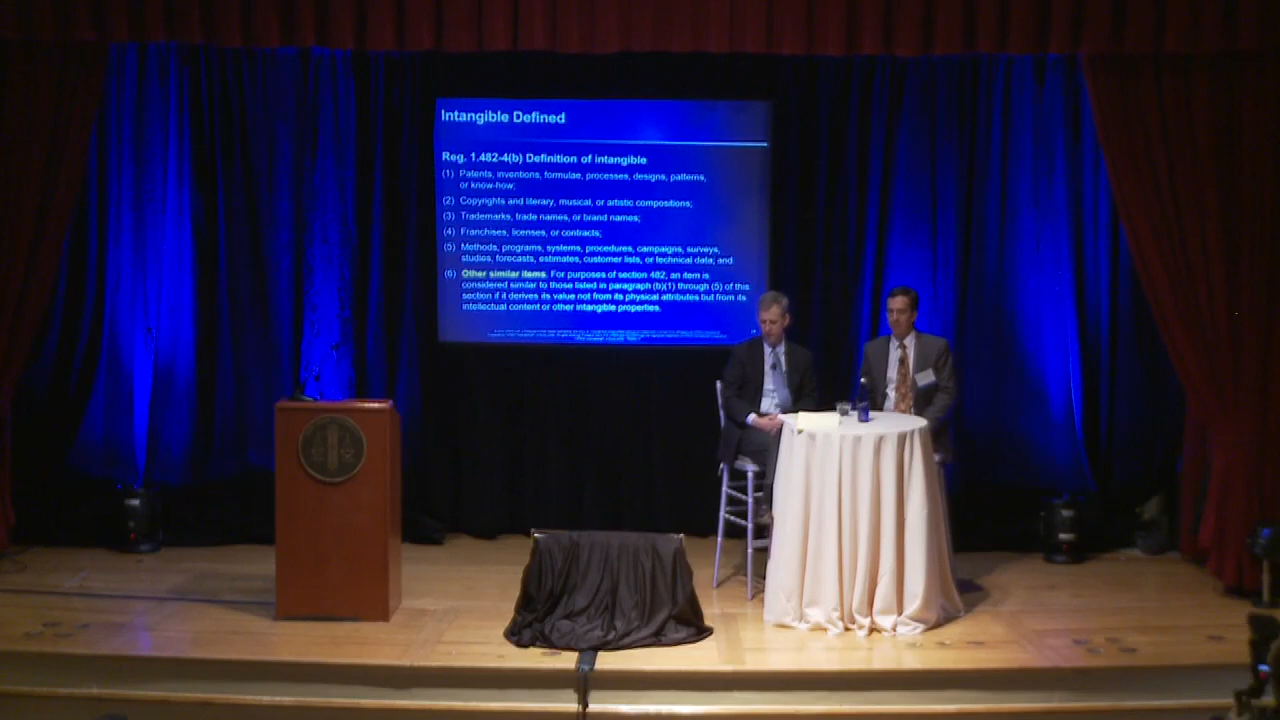 Intangible Defined
Reg. 1.482-4(b) Definition of intangible
(1) Patents, inventions, formulae, processes, designs, patterns,
or know-how;
(2) Copyrights and literary, musical, or artistic compositions;
(3) Trademarks, trade names, or brand names;
(4) Franchises, licenses, or contracts;
(5) Methods, programs, systems, procedures, campaigns, surveys,
studies, forecasts, estimates, customer lists, or technical data; and
(6) Other similar items. For purposes of section 482, an item is
considered similar to those listed in paragraph (b)(1) through (5) of this
section if it derives its value not from its physical attributes but from its
intellectual content or other intangible properties.